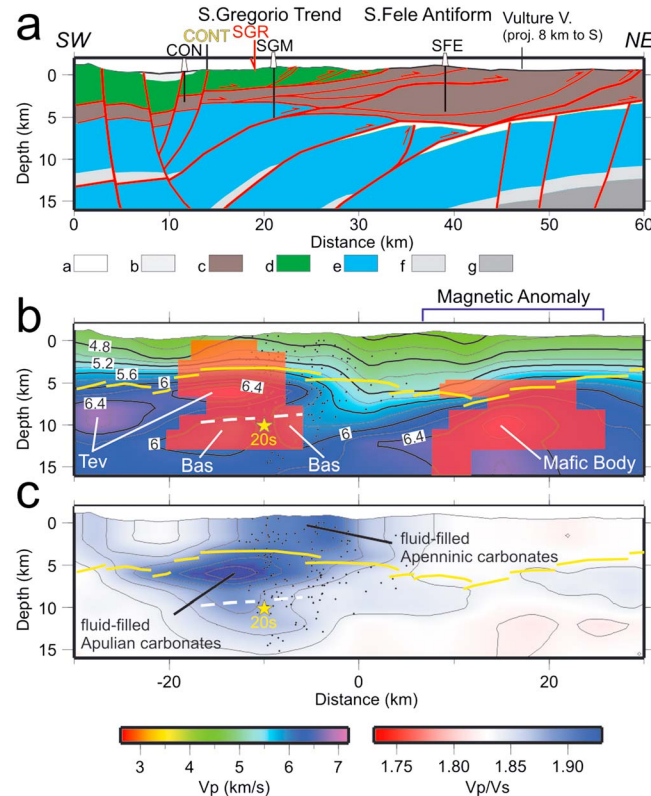 a
SW
S.Gregorio Trend
S.Fele Antiform
Vulture V.
(proj. 8 km to S)
NE
CONT
SGR
CON
SGM
SFE
Depth (km)
0
5
10
15
0
10
20
30
40
50
60
Distance (km)
a
b
c
d
e
f
g
b
Magnetic Anomaly
Depth (km)
0
5
10
15
4.8
5.2
5.6
6
6.4
6.4
6
6
6.4
20s
Tev
Bas
Bas
Mafic Body
c
Depth (km)
0
5
10
15
fluid-filled
Apenninic carbonates
fluid-filled
Apulian carbonates
20s
-20
0
20
Distance (km)
3
4
5
6
7
Vp (km/s)
1.75
1.80
1.85
1.90
Vp/Vs